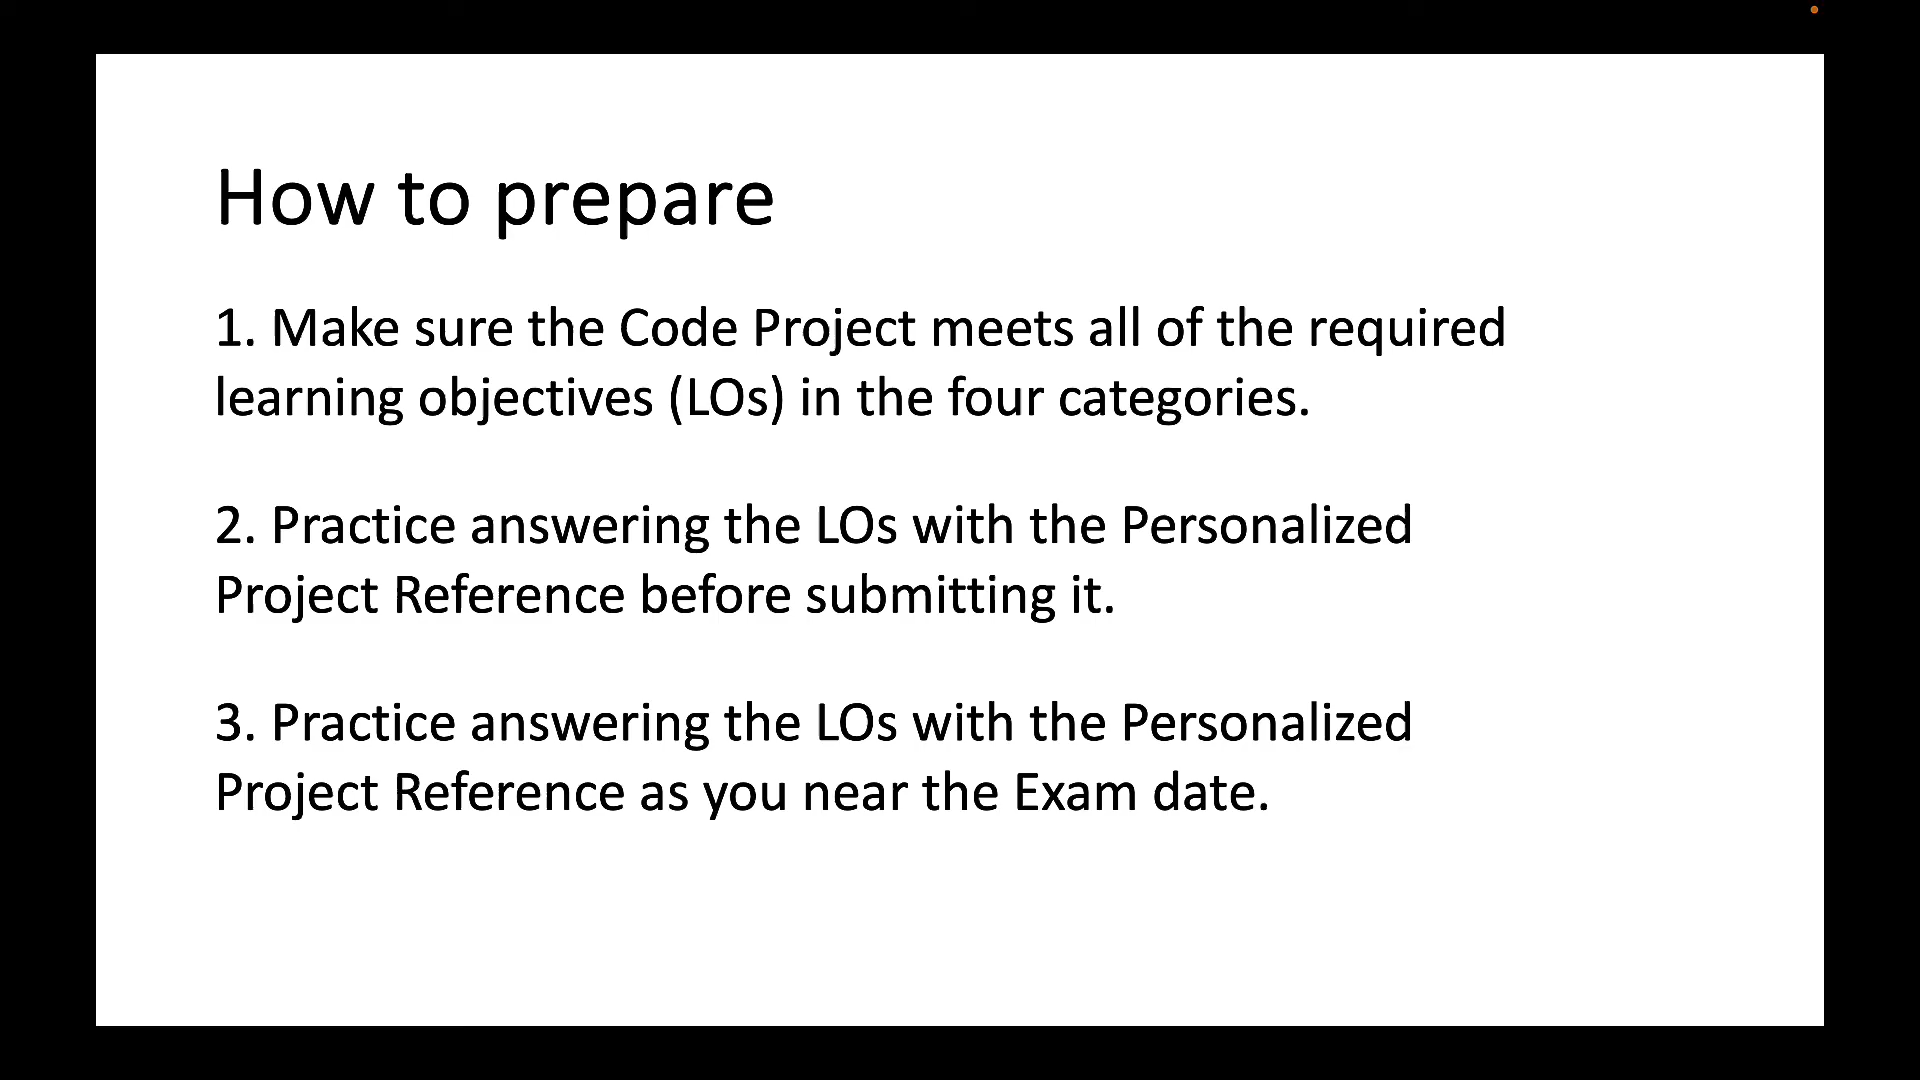 How to prepare
1. Make sure the Code Project meets all of the required
learning objectives (LOs) in the four categories.
2. Practice answering the LOs with the Personalized
Project Reference before submitting it.
3. Practice answering the LOs with the Personalized
Project Reference as you near the Exam date.